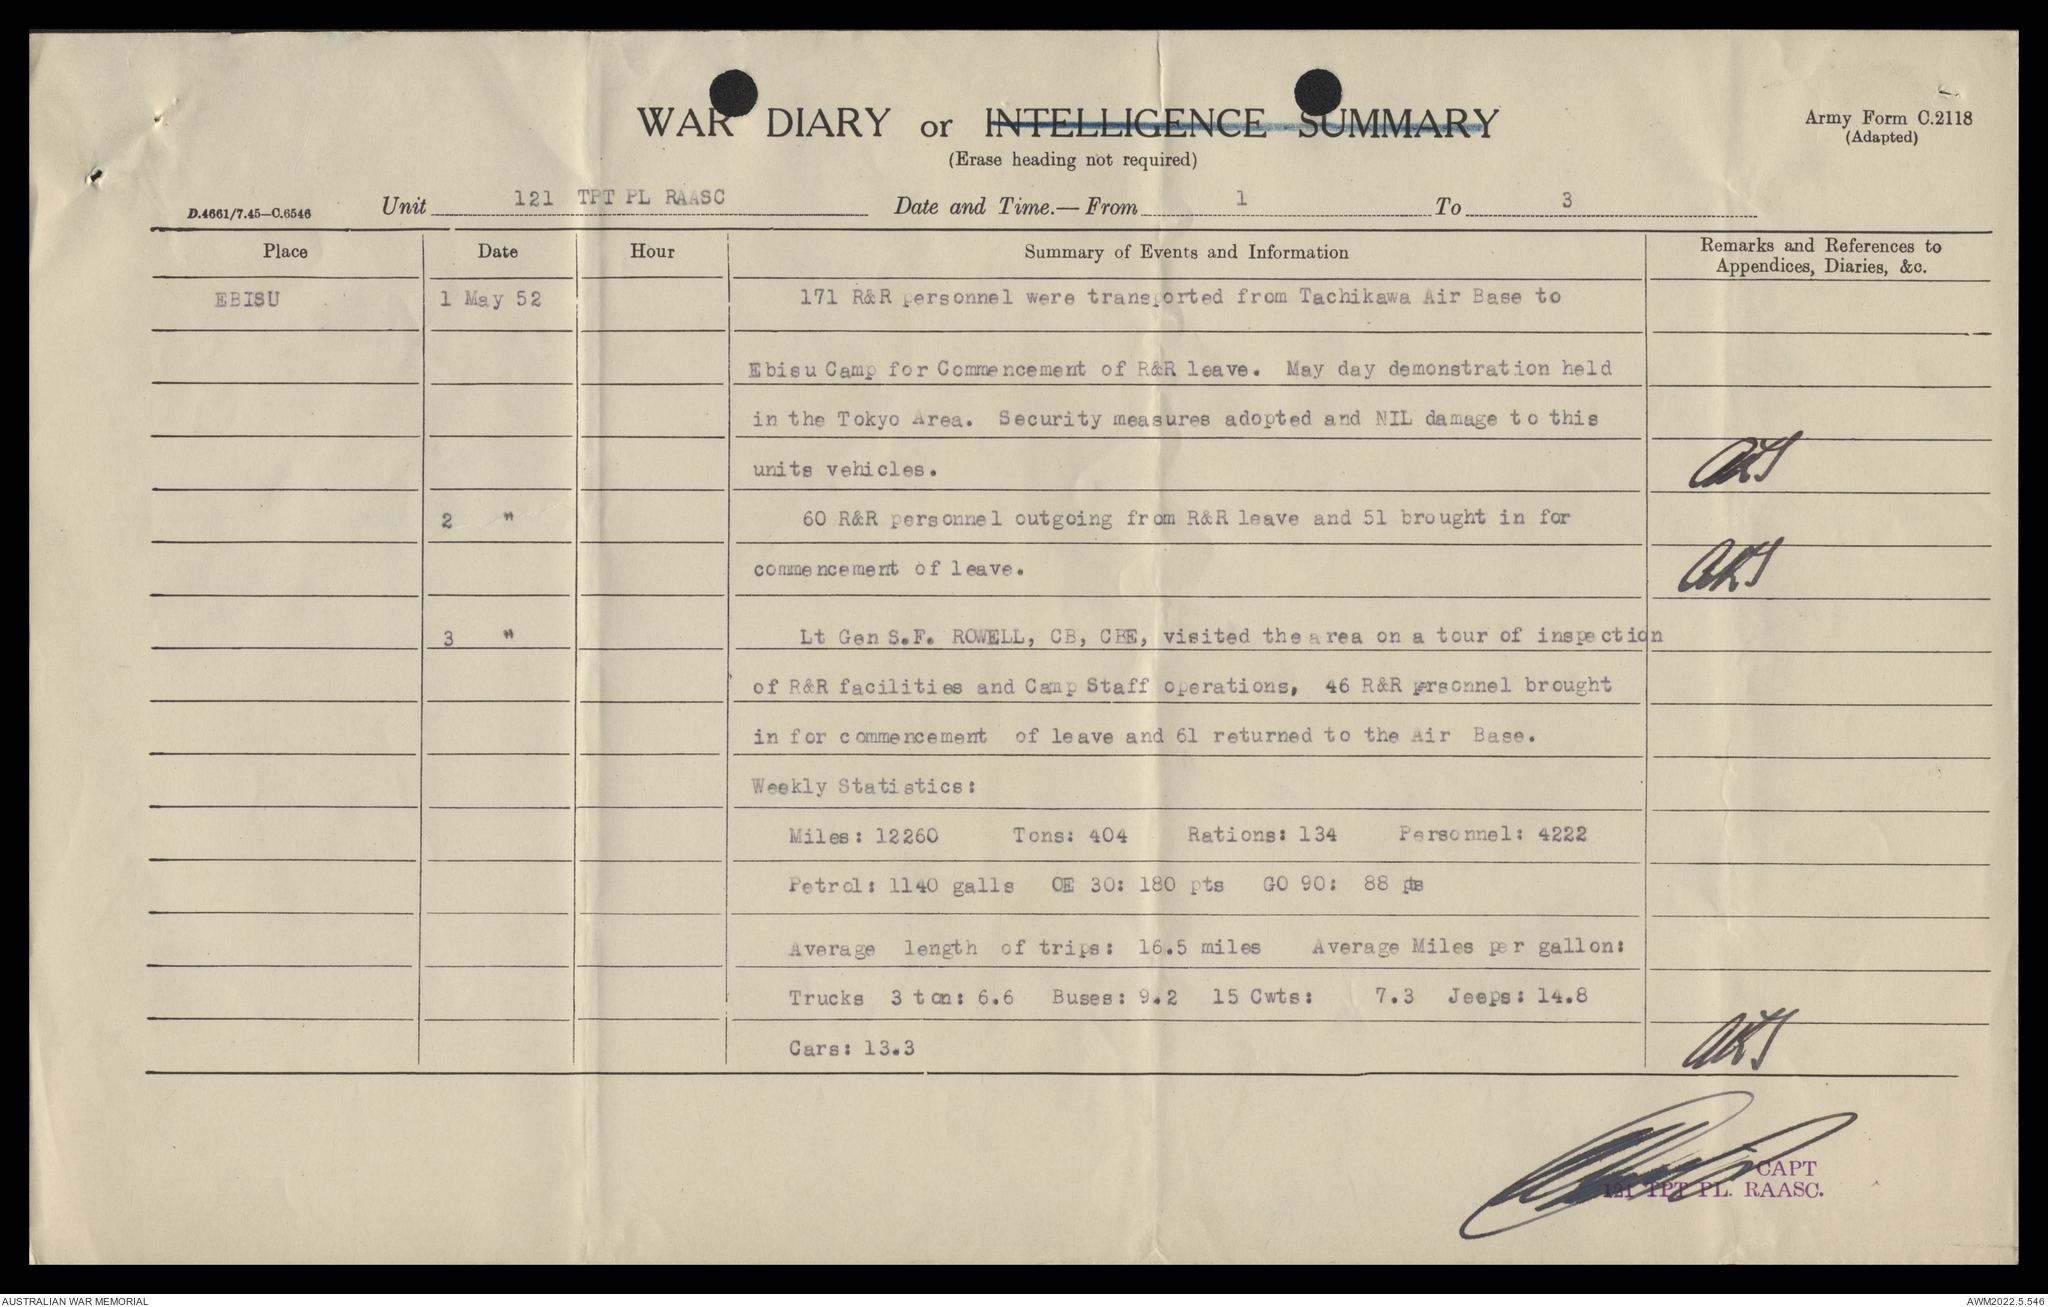 WAR DIARY or INTELLIGENCE SUMMARY
(Erase heading not required)
Army Form C.2118
(Adapted)
D.4661/7.45—C.6546
Unit 121 TPT PL RAASC Date and Time.— From 1 To 3
Place Date Hour Summary of Events and Information Remarks and References to Appendices, Diaries, &c.
EBISU 1 May 52 171 R&R personnel were transported from Tachikawa Air Base to
Ebisu Camp for Commencement of R&R leave. May day demonstration held
in the Tokyo Area. Security measures adopted and NIL damage to this
units vehicles.
2 " 60 R&R personnel outgoing from R&R leave and 51 brought in for
commencement of leave.
3 " Lt Gen S.F. ROWELL, CB, CBE, visited the area on a tour of inspection
of R&R facilities and Camp Staff operations, 46 R&R prsonnel brought
in for commencement of leave and 61 returned to the Air Base.
Weekly Statistics:
Miles: 12260 Tons: 404 Rations: 134 Personnel: 4222
Petrol: 1140 galls OE 30: 180 pts GO 90: 88 pts
Average length of trips: 16.5 miles Average Miles per gallon:
Trucks 3 ton: 6.6 Buses: 9.2 15 Cwts: 7.3 Jeeps: 14.8
Cars: 13.3
CAPT
121 TPT PL. RAASC.
AUSTRALIAN WAR MEMORIAL
AWM2022.5.546